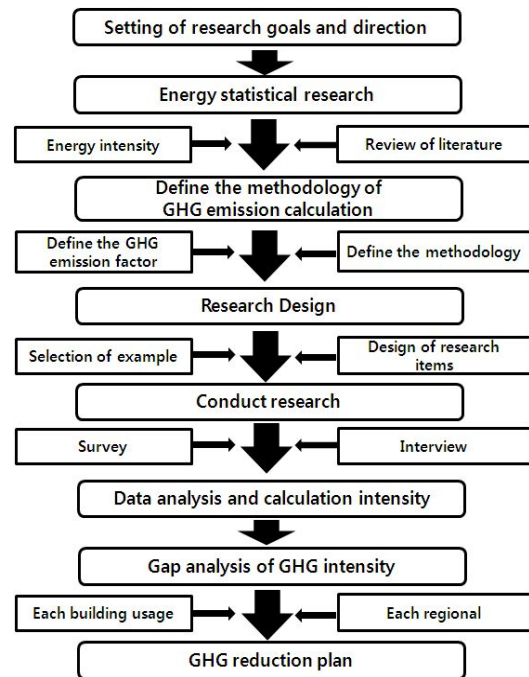 Setting of research goals and direction
Energy statistical research
Energy intensity
Review of literature
Define the methodology of
GHG emission calculation
Define the GHG
emission factor
Define the methodology
Research Design
Selection of example
Design of research
items
Conduct research
Survey
Interview
Data analysis and calculation intensity
Gap analysis of GHG intensity
Each building usage
Each regional
GHG reduction plan